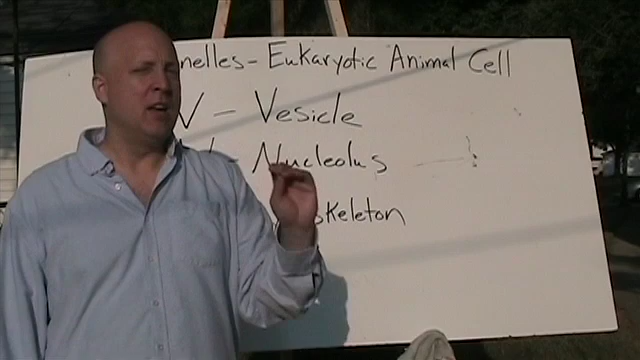 nelles - Eukaryotic Animal Cell
V - Vesicle
- Nucleolus
skeleton